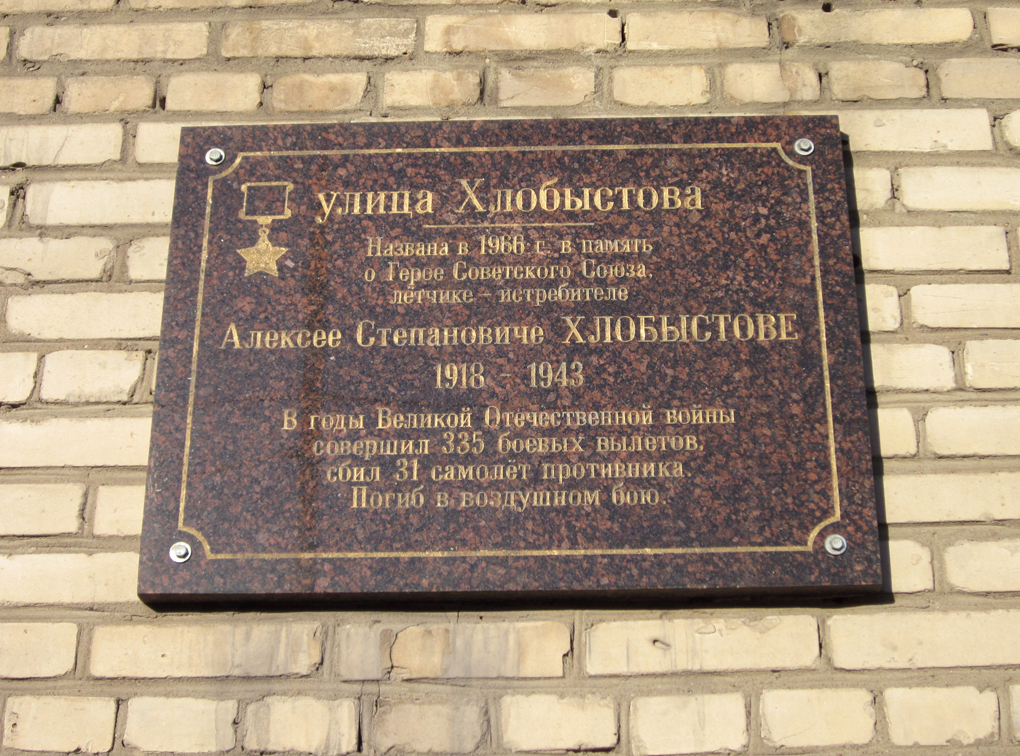 улица Хлобыстова
Названа в 1966 г. в память
о Герое Советского Союза,
лётчике - истребителе
Алексее Степановиче ХЛОБЫСТОВЕ
1918 - 1943
В годы Великой Отечественной войны
совершил 335 боевых вылетов,
сбил 31 самолёт противника.
Погиб в воздушном бою.